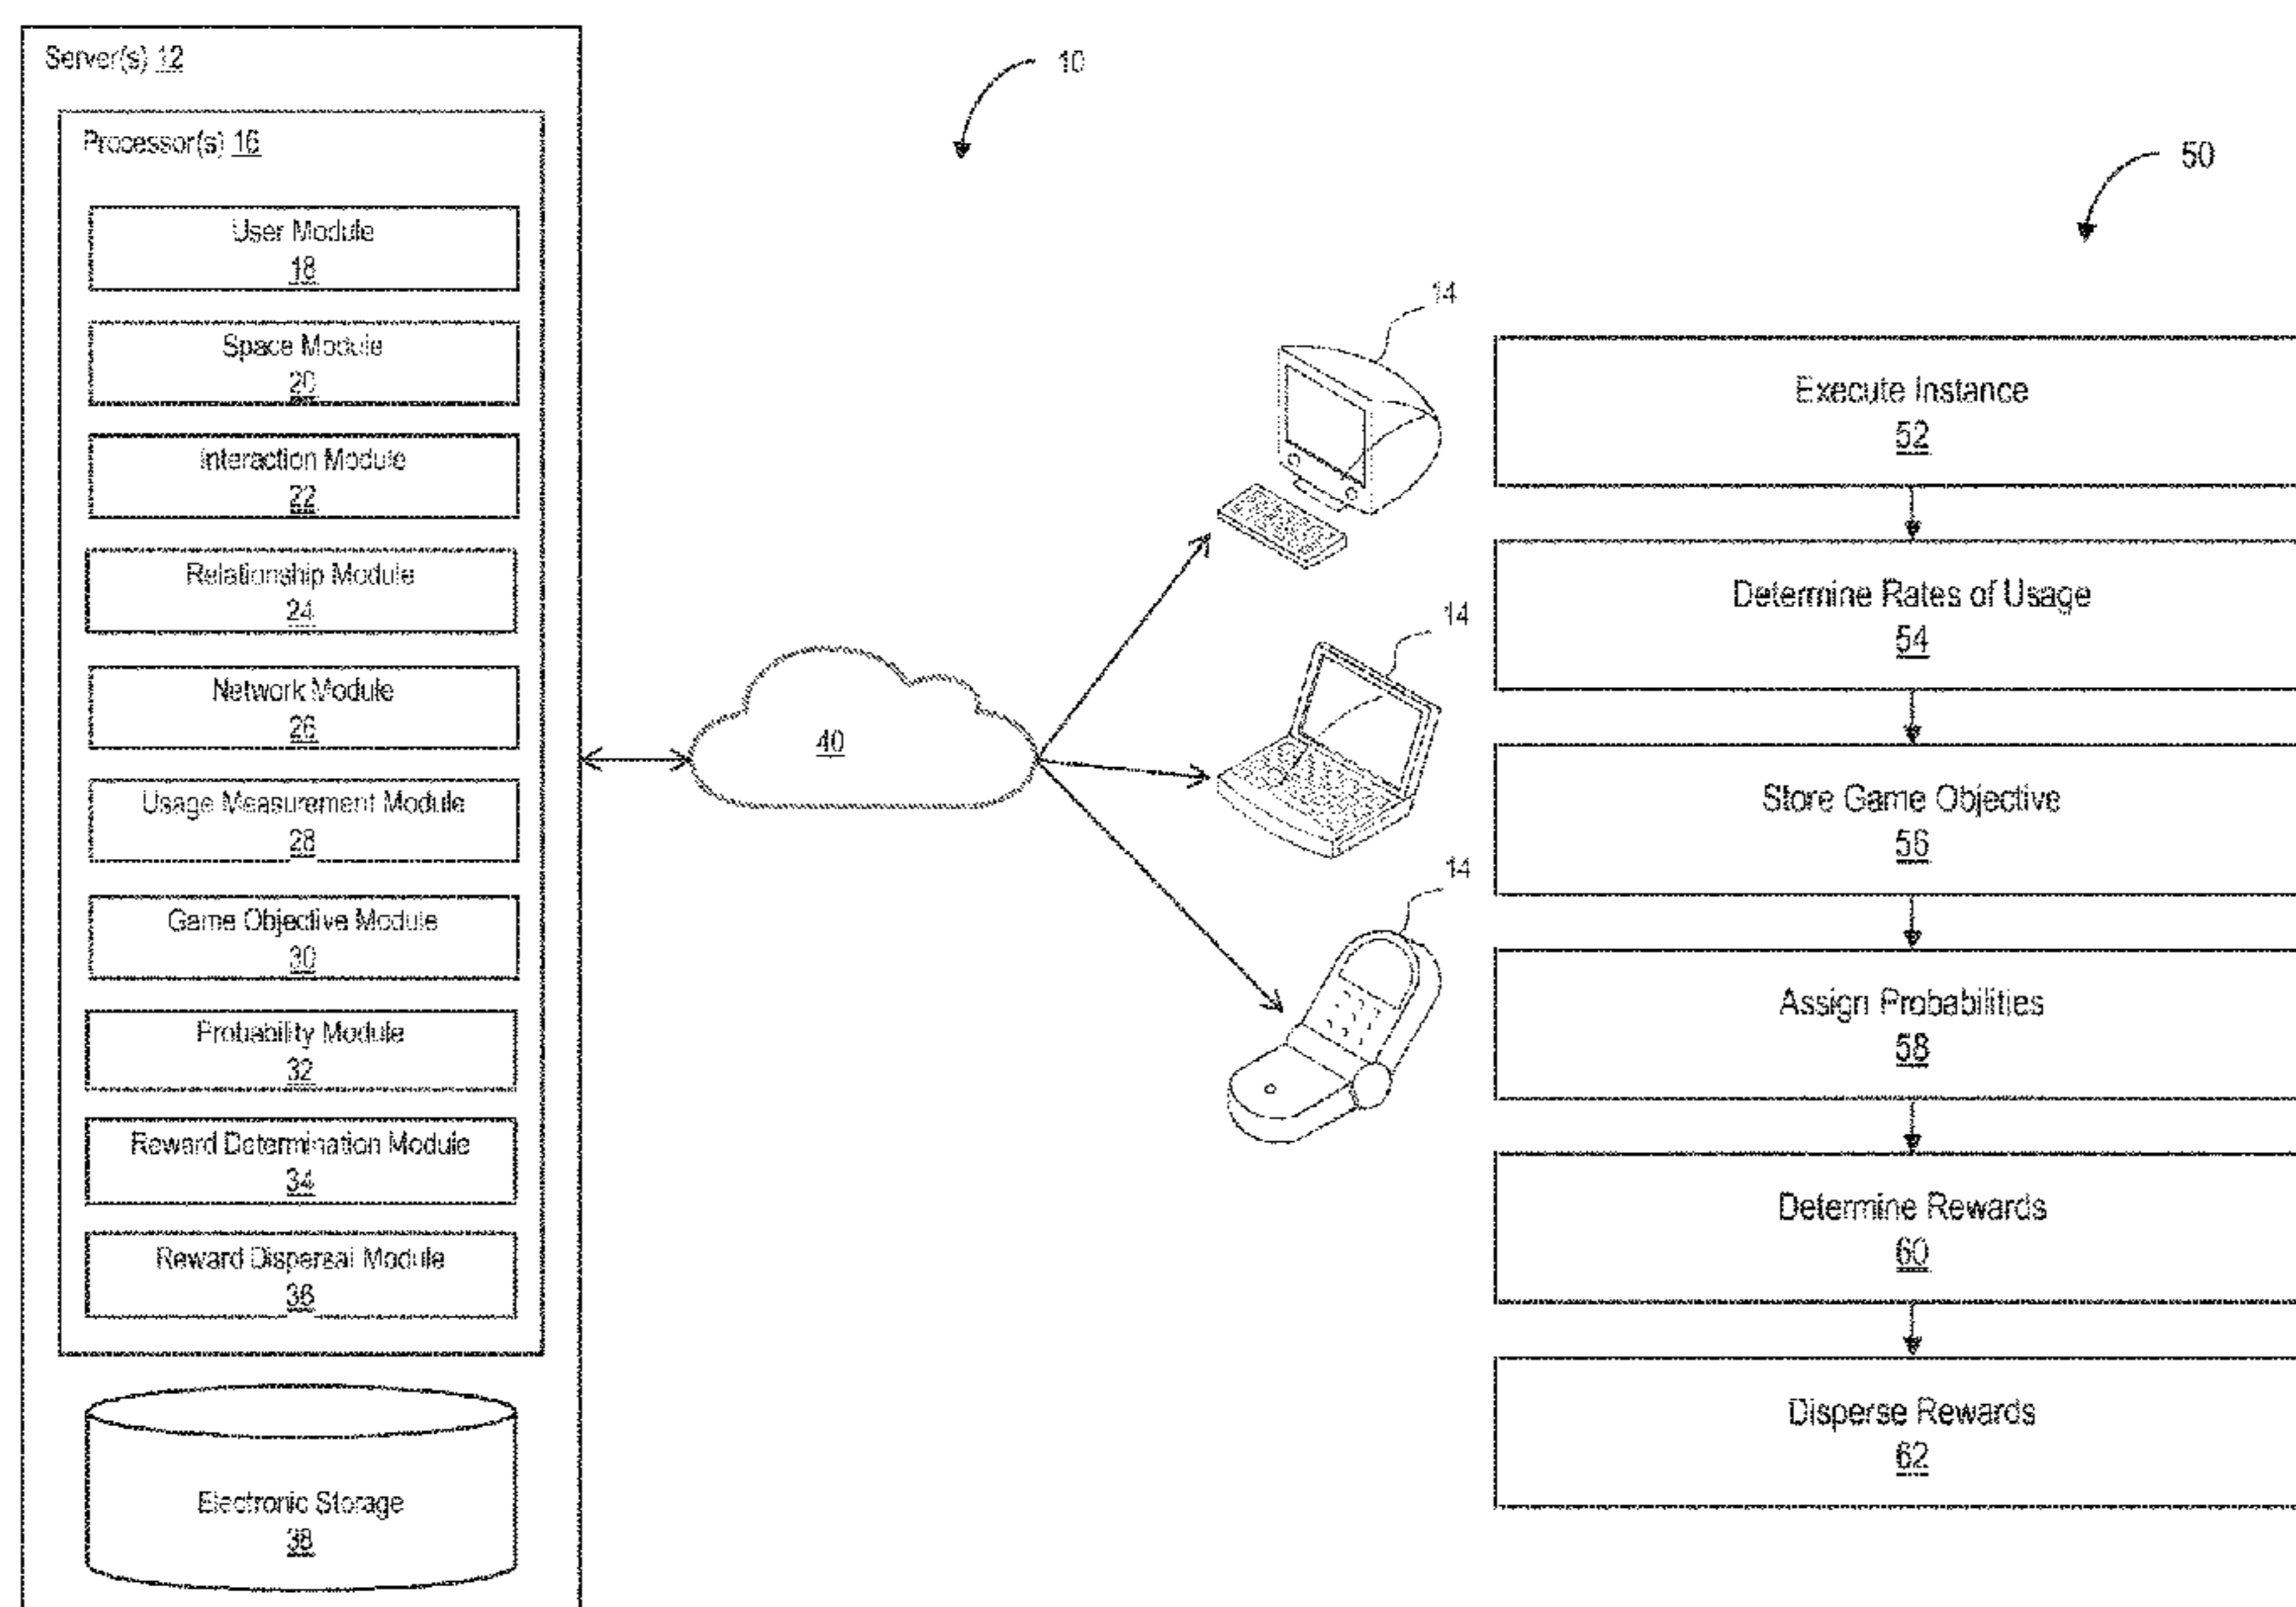 Server(s) 12
Processor(s) 16
User Module
18
Space Module
20
Interaction Module
22
Relationship Module
24
Network Module
26
Usage Measurement Module
28
Game Objective Module
30
Probability Module
32
Reward Determination Module
34
Reward Dispersal Module
36
Electronic Storage
38
10
40
14
14
14
50
Execute Instance
52
Determine Rates of Usage
54
Store Game Objective
56
Assign Probabilities
58
Determine Rewards
60
Disperse Rewards
62